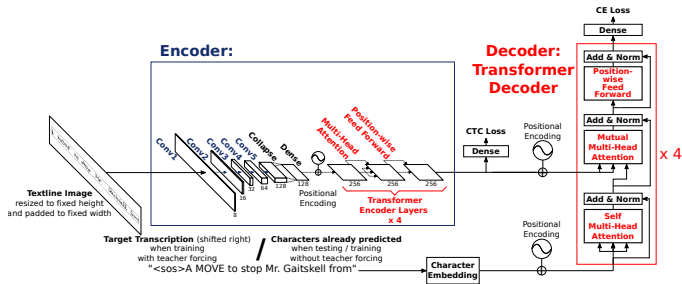 CE Loss
Dense
Encoder:
Decoder:
Transformer
Decoder
Add & Norm
Position-
wise
Feed
Forward
Conv1
Conv2
Conv3
Conv4
Conv5
Collapse
Dense
Multi-Head
Attention
Position-wise
Feed Forward
8
16
32
64
128
128
Positional
Encoding
256
256
256
Transformer
Encoder Layers
x 4
CTC Loss
Dense
Positional
Encoding
Add & Norm
Mutual
Multi-Head
Attention
x 4
Textline Image
resized to fixed height
and padded to fixed width
Add & Norm
Self
Multi-Head
Attention
Positional
Encoding
Target Transcription (shifted right)
when training
with teacher forcing
/
Characters already predicted
when testing / training
without teacher forcing
"<sos>A MOVE to stop Mr. Gaitskell from"
Character
Embedding